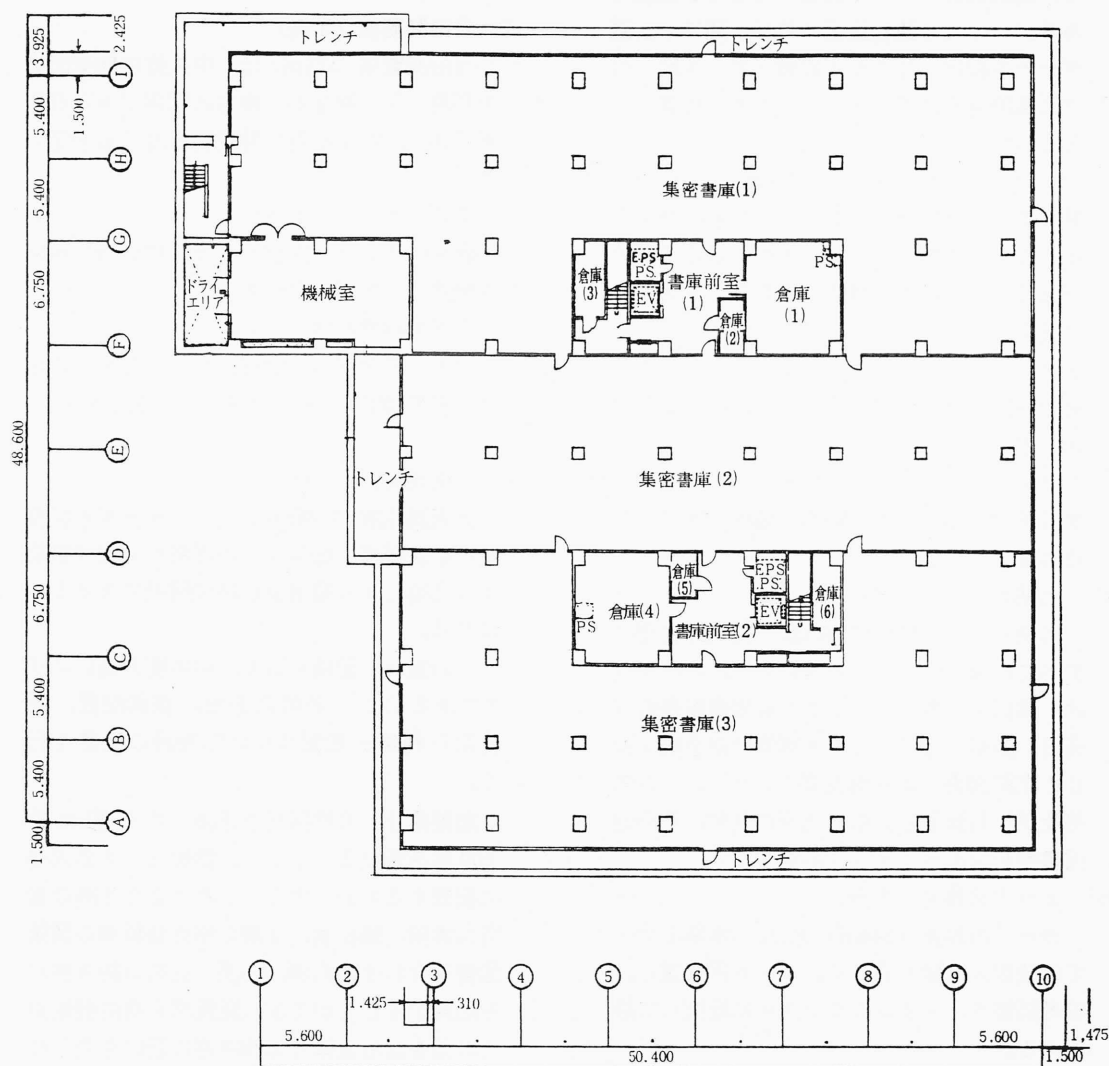 3.925
2.425
1.500
5.400
5.400
6.750
48.600
6.750
5.400
5.400
1.500
I
H
G
F
E
D
C
B
A
トレンチ
トレンチ
集密書庫(1)
ドライ
エリア
機械室
倉庫
(3)
E.PS
P.S.
EV
書庫前室
(1)
倉庫
(2)
倉庫
(1)
PS
トレンチ
集密書庫(2)
倉庫(4)
PS
倉庫
(5)
書庫前室(2)
EPS
PS.
EV
倉庫
(6)
集密書庫(3)
トレンチ
1 2 3 4 5 6 7 8 9 10
1.425 310
5.600 5.600 1,475
50.400 1.500